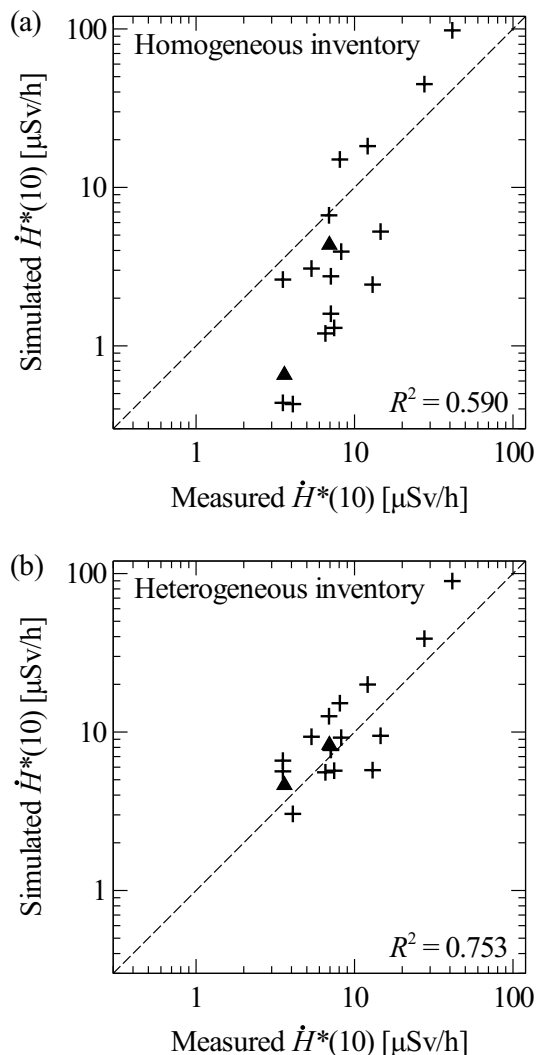 (a)
Homogeneous inventory
100
10
1
Simulated Ḣ*(10) [µSv/h]
R² = 0.590
1 10 100
Measured Ḣ*(10) [µSv/h]
(b)
Heterogeneous inventory
100
10
1
Simulated Ḣ*(10) [µSv/h]
R² = 0.753
1 10 100
Measured Ḣ*(10) [µSv/h]